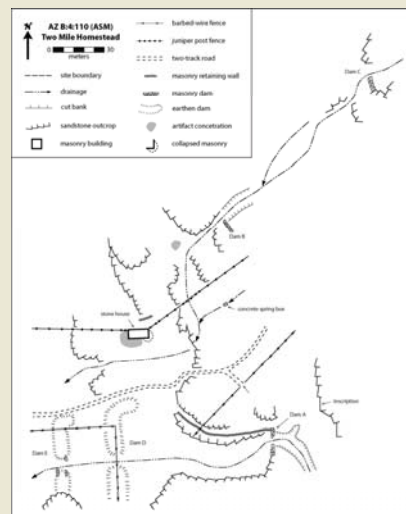 N
AZ B:4:110 (ASM)
Two Mile Homestead
0 30
meters
site boundary
drainage
cut bank
sandstone outcrop
masonry building
barbed-wire fence
juniper post fence
two-track road
masonry retaining wall
masonry dam
earthen dam
artifact concetration
collapsed masonry
Dam C
Dam B
stone house
concrete spring box
inscription
Dam A
Dam D
Dam E